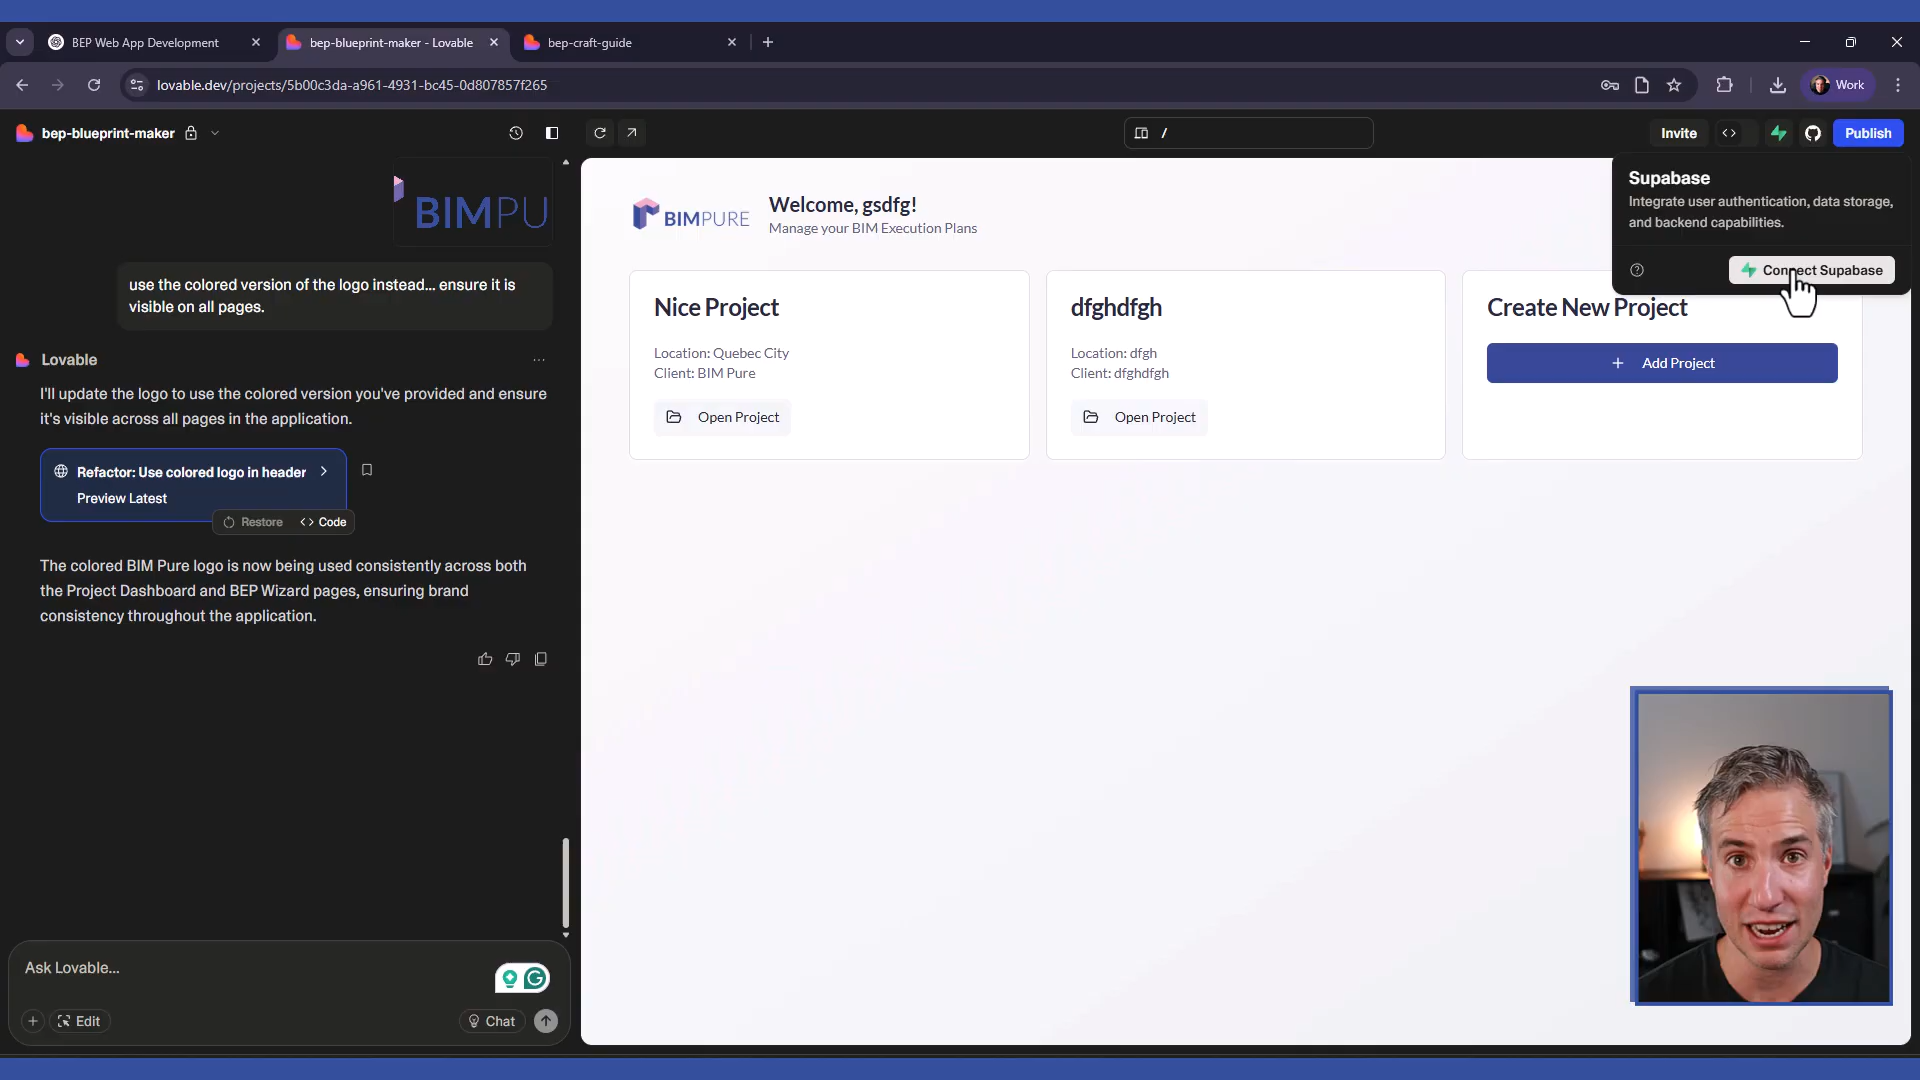 BEP Web App Development
bep-blueprint-maker - Lovable
bep-craft-guide
lovable.dev/projects/5b00c3da-a961-4931-bc45-0d807857f265
Work
bep-blueprint-maker
/
Invite
Publish
BIMPU
use the colored version of the logo instead... ensure it is
visible on all pages.
Lovable
I'll update the logo to use the colored version you've provided and ensure
it's visible across all pages in the application.
Refactor: Use colored logo in header
Preview Latest
Restore
Code
The colored BIM Pure logo is now being used consistently across both
the Project Dashboard and BEP Wizard pages, ensuring brand
consistency throughout the application.
Ask Lovable...
Edit
Chat
BIMPURE
Welcome, gsdfg!
Manage your BIM Execution Plans
Nice Project
Location: Quebec City
Client: BIM Pure
Open Project
dfghdfgh
Location: dfgh
Client: dfghdfgh
Open Project
Create New Project
Add Project
Supabase
Integrate user authentication, data storage,
and backend capabilities.
Connect Supabase